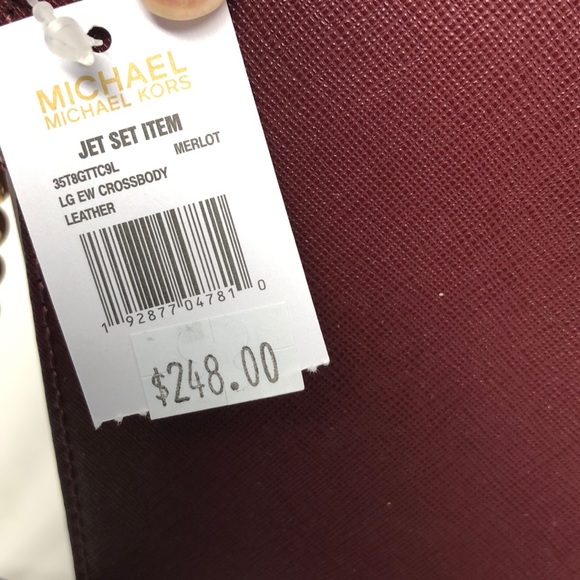 MICHAEL
MICHAEL KORS
JET SET ITEM
35T8GTTC9L MERLOT
LG EW CROSSBODY
LEATHER
1 92877 04781 0
$248.00